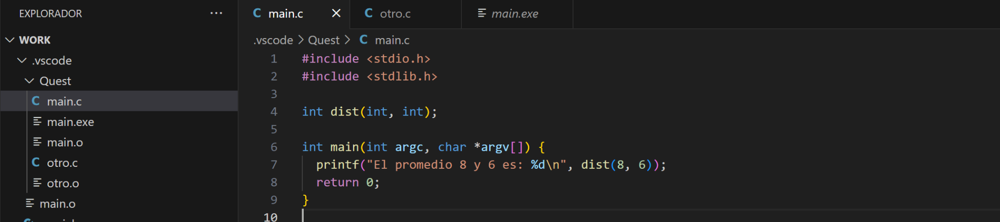 EXPLORADOR ···
WORK
.vscode
Quest
C main.c
main.exe
main.o
C otro.c
otro.o
main.o
C main.c ×
C otro.c
main.exe
.vscode > Quest > C main.c
1 #include <stdio.h>
2 #include <stdlib.h>
3
4 int dist(int, int);
5
6 int main(int argc, char *argv[]) {
7 printf("El promedio 8 y 6 es: %d\n", dist(8, 6));
8 return 0;
9 }
10